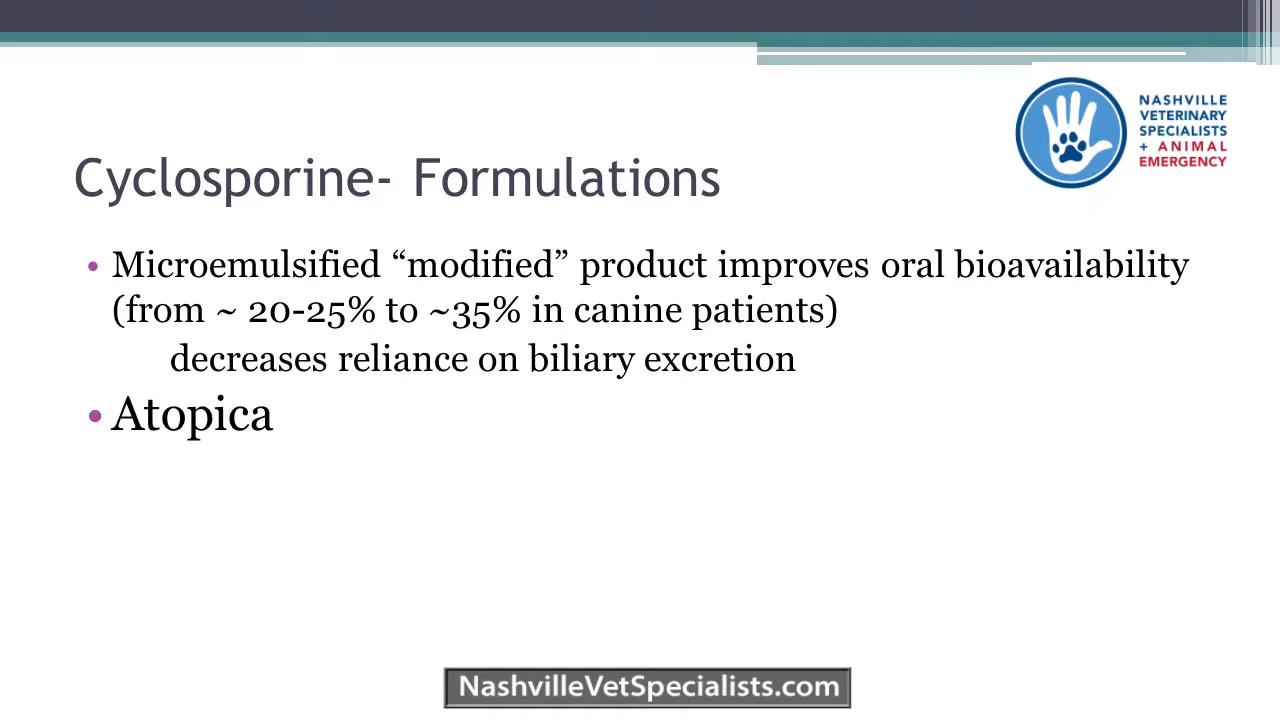 NASHVILLE
VETERINARY
SPECIALISTS
+ ANIMAL
EMERGENCY
Cyclosporine- Formulations
• Microemulsified “modified” product improves oral bioavailability
(from ~ 20-25% to ~35% in canine patients)
decreases reliance on biliary excretion
• Atopica
NashvilleVetSpecialists.com